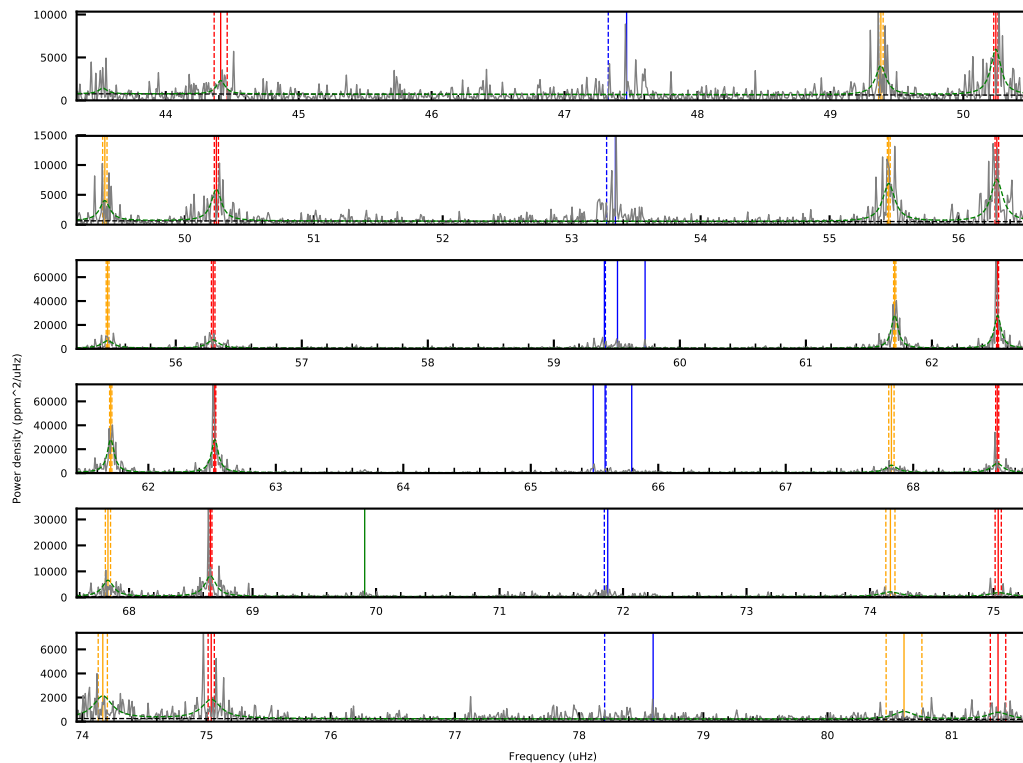 10000
5000
0
44 45 46 47 48 49 50
15000
10000
5000
0
50 51 52 53 54 55 56
60000
40000
20000
0
56 57 58 59 60 61 62
Power density (ppm^2/uHz)
60000
40000
20000
0
62 63 64 65 66 67 68
30000
20000
10000
0
68 69 70 71 72 73 74 75
6000
4000
2000
0
74 75 76 77 78 79 80 81
Frequency (uHz)